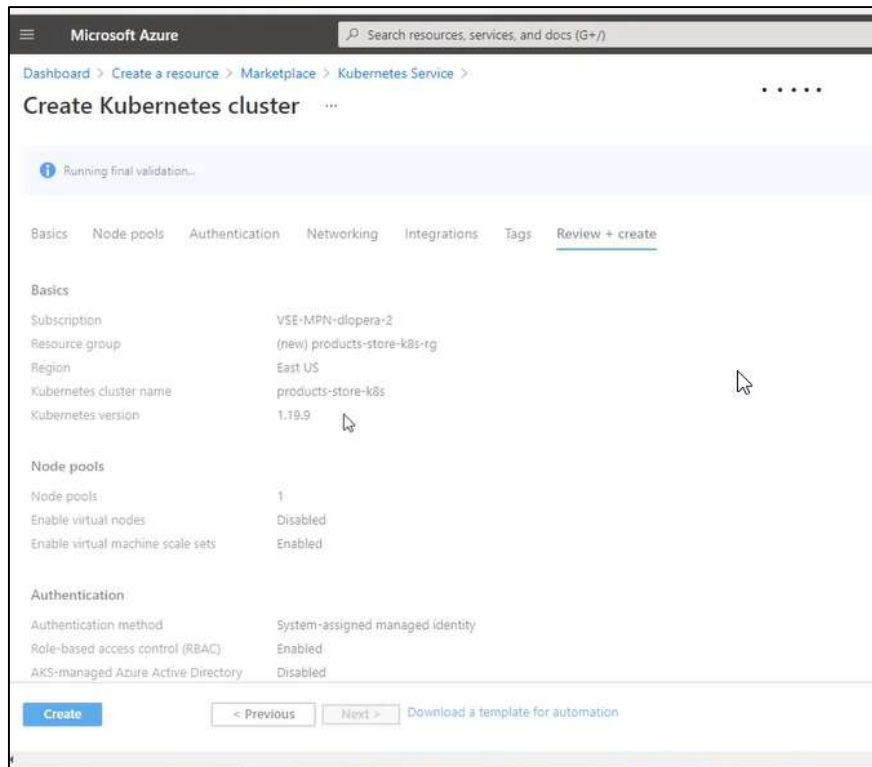 Microsoft Azure
Search resources, services, and docs (G+/)
Dashboard > Create a resource > Marketplace > Kubernetes Service >
Create Kubernetes cluster ...
Running final validation...
Basics Node pools Authentication Networking Integrations Tags Review + create
Basics
Subscription VSE-MPN-dlopera-2
Resource group (new) products-store-k8s-rg
Region East US
Kubernetes cluster name products-store-k8s
Kubernetes version 1.19.9
Node pools
Node pools 1
Enable virtual nodes Disabled
Enable virtual machine scale sets Enabled
Authentication
Authentication method System-assigned managed identity
Role-based access control (RBAC) Enabled
AKS-managed Azure Active Directory Disabled
Create < Previous Next > Download a template for automation